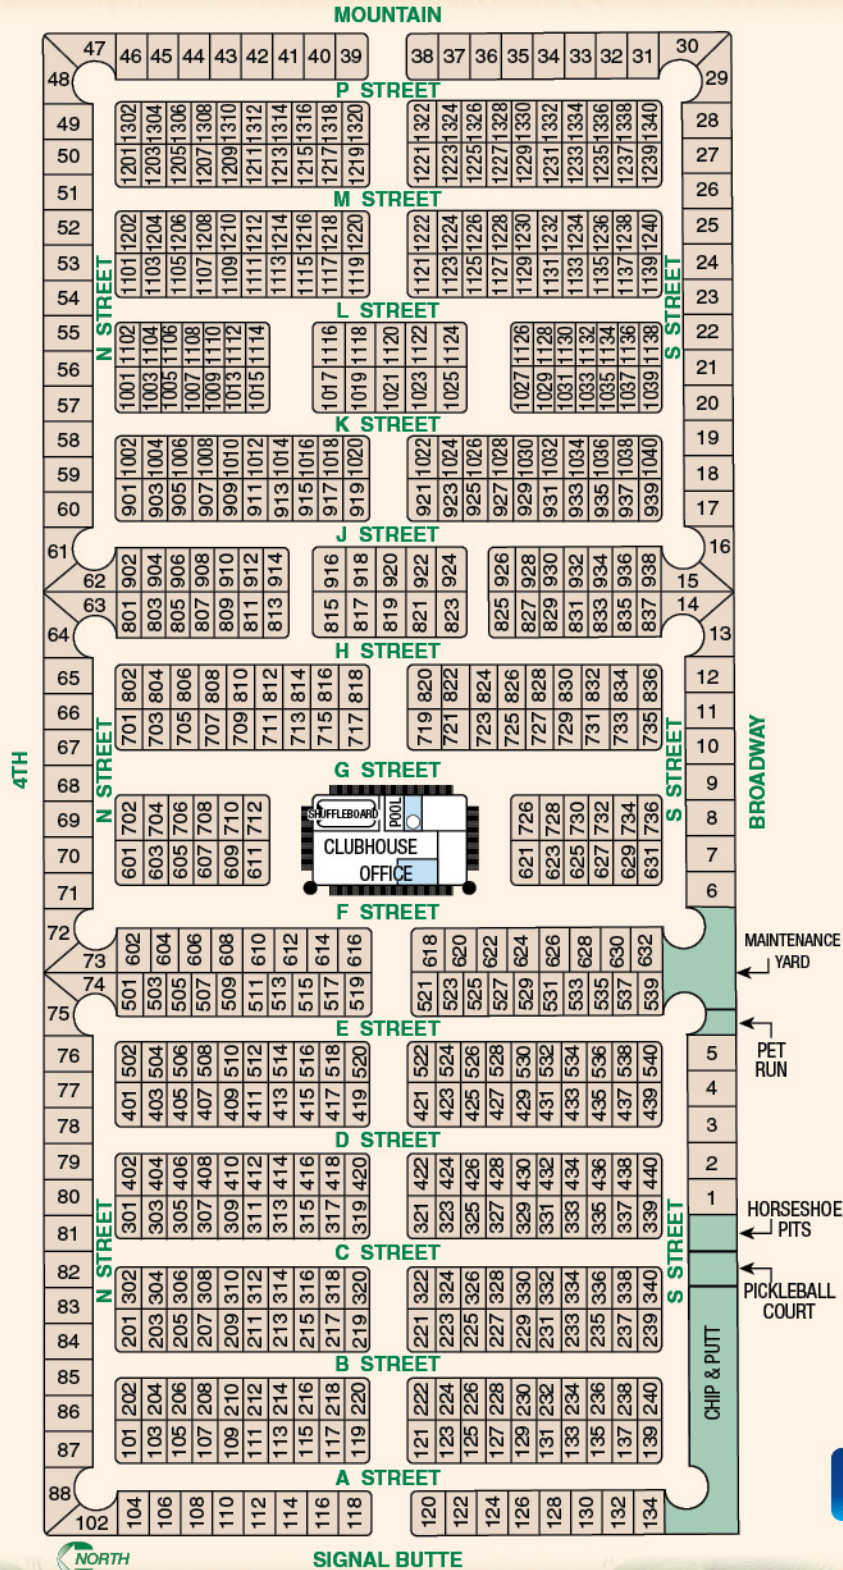 MOUNTAIN
47 46 45 44 43 42 41 40 39 38 37 36 35 34 33 32 31 30
48 29
P STREET
49 1302 1304 1306 1308 1310 1312 1314 1316 1318 1320 1322 1324 1326 1328 1330 1332 1334 1336 1338 1340 28
50 1201 1203 1205 1207 1209 1211 1213 1215 1217 1219 1221 1223 1225 1227 1229 1231 1233 1235 1237 1239 27
51 26
M STREET
52 1202 1204 1206 1208 1210 1212 1214 1216 1218 1220 1222 1224 1226 1228 1230 1232 1234 1236 1238 1240 25
53 1101 1103 1105 1107 1109 1111 1113 1115 1117 1119 1121 1123 1125 1127 1129 1131 1133 1135 1137 1139 24
54 23
N STREET
S STREET
L STREET
55 1102 1104 1106 1108 1110 1112 1114 1116 1118 1120 1122 1124 1126 1128 1130 1132 1134 1136 1138 22
56 21
1001 1003 1005 1007 1009 1013 1015 1017 1019 1021 1023 1025 1027 1029 1031 1033 1035 1037 1039
57 20
K STREET
58 1002 1004 1006 1008 1010 1012 1014 1016 1018 1020 1022 1024 1026 1028 1030 1032 1034 1036 1038 1040 19
59 18
901 903 905 907 909 911 913 915 917 919 921 923 925 927 929 931 933 935 937 939
60 17
J STREET
61 16
62 902 904 906 908 910 912 914 916 918 920 922 924 926 928 930 932 934 936 938 15
63 801 803 805 807 809 811 813 815 817 819 821 823 825 827 829 831 833 835 837 14
64 13
H STREET
65 802 804 806 808 810 812 814 816 818 820 822 824 826 828 830 832 834 836 12
66 701 703 705 707 709 711 713 715 717 719 721 723 725 727 729 731 733 735 11
67 10
4TH
N STREET
S STREET
BROADWAY
G STREET
68 9
69 702 704 706 708 710 712 SHUFFLEBOARD POOL 726 728 730 732 734 736 8
CLUBHOUSE
70 601 603 605 607 609 611 OFFICE 621 623 625 627 629 631 7
71 6
F STREET
72
73 602 604 606 608 610 612 614 616 618 620 622 624 626 628 630 632
MAINTENANCE
YARD
74 501 503 505 507 509 511 513 515 517 519 521 523 525 527 529 531 533 535 537 539
75
E STREET
PET
RUN
76 502 504 506 508 510 512 514 516 518 520 522 524 526 528 530 532 534 536 538 540 5
77 401 403 405 407 409 411 413 415 417 419 421 423 425 427 429 431 433 435 437 439 4
78 3
D STREET
79 402 404 406 408 410 412 414 416 418 420 422 424 426 428 430 432 434 436 438 440 2
80 301 303 305 307 309 311 313 315 317 319 321 323 325 327 329 331 333 335 337 339 1
81
HORSESHOE
PITS
N STREET
S STREET
C STREET
82 302 304 306 308 310 312 314 316 318 320 322 324 326 328 330 332 334 336 338 340
PICKLEBALL
COURT
83 201 203 205 207 209 211 213 215 217 219 221 223 225 227 229 231 233 235 237 239
84
B STREET
85
86 202 204 206 208 210 212 214 216 218 220 222 224 226 228 230 232 234 236 238 240
CHIP & PUTT
87 101 103 105 107 109 111 113 115 117 119 121 123 125 127 129 131 133 135 137 139
A STREET
88
102 104 106 108 110 112 114 116 118 120 122 124 126 128 130 132 134
NORTH
SIGNAL BUTTE